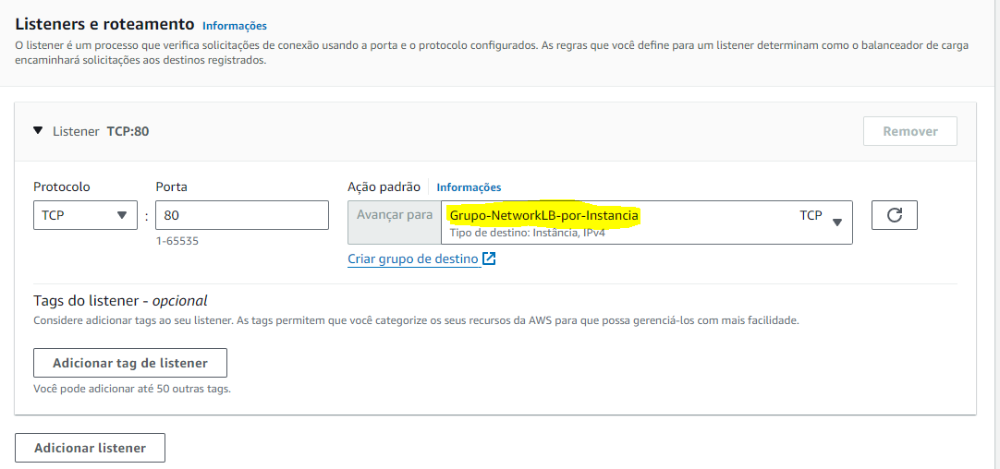 Listeners e roteamento Informações
O listener é um processo que verifica solicitações de conexão usando a porta e o protocolo configurados. As regras que você define para um listener determinam como o balanceador de carga
encaminhará solicitações aos destinos registrados.
Listener TCP:80
Remover
Protocolo
Porta
Ação padrão Informações
TCP
:
80
Avançar para
Grupo-NetworkLB-por-Instancia
TCP
Tipo de destino: Instância, IPv4
1-65535
Criar grupo de destino
Tags do listener - opcional
Considere adicionar tags ao seu listener. As tags permitem que você categorize os seus recursos da AWS para que possa gerenciá-los com mais facilidade.
Adicionar tag de listener
Você pode adicionar até 50 outras tags.
Adicionar listener